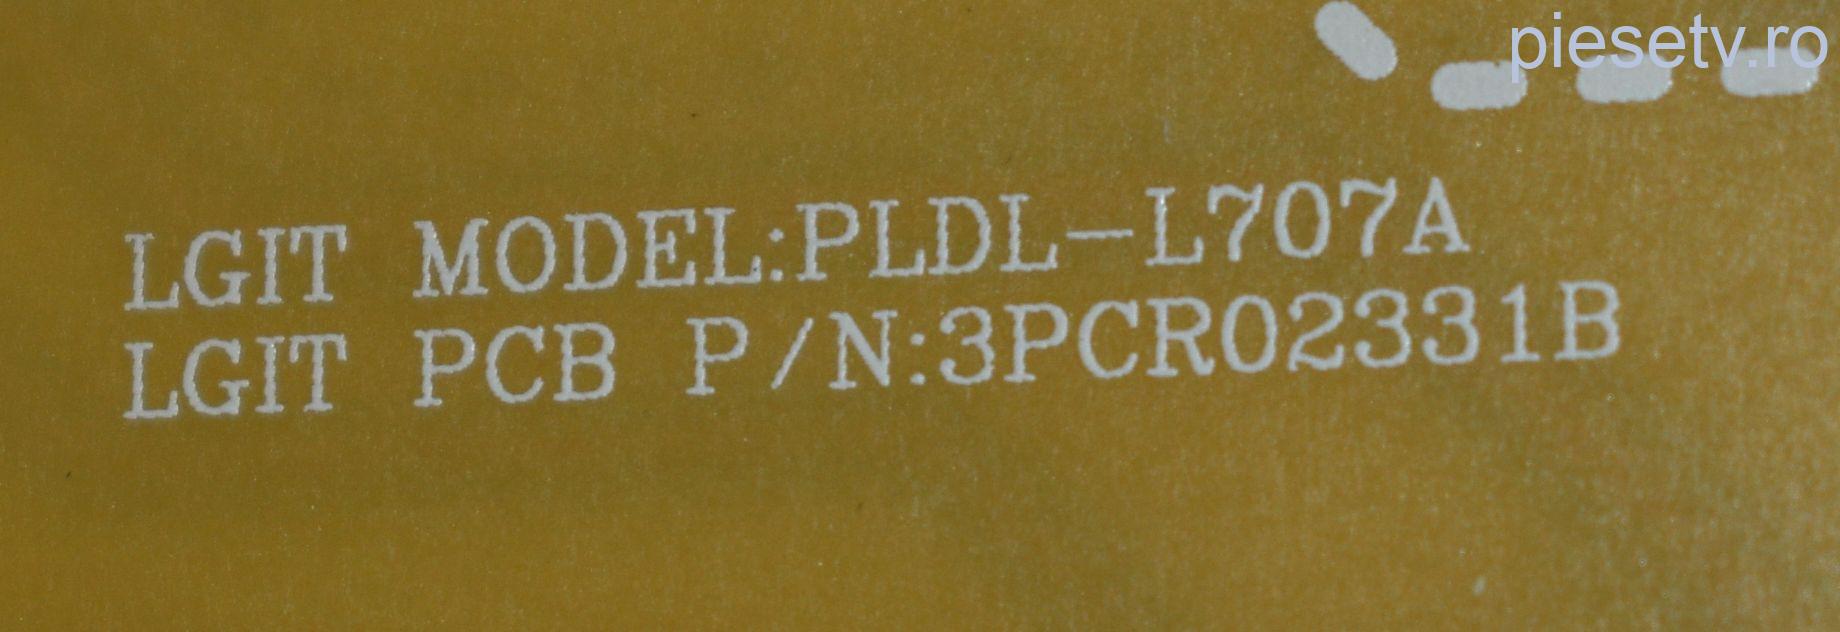 piesetv.ro
LGIT MODEL:PLDL-L707A
LGIT PCB P/N:3PCR02331B